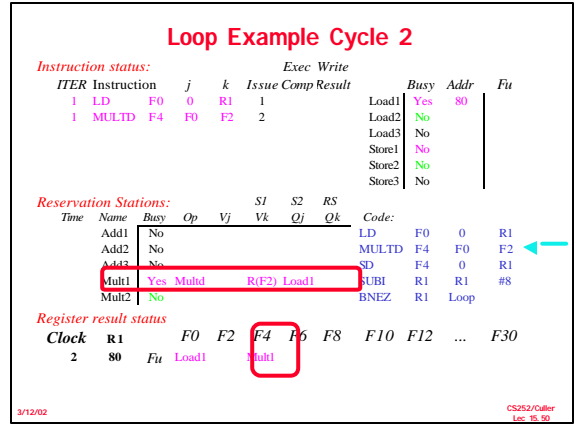 Loop Example Cycle 2
Instruction status: Exec Write
ITER Instruction j k Issue Comp Result Busy Addr Fu
1 LD F0 0 R1 1 Load1 Yes 80
1 MULTD F4 F0 F2 2 Load2 No
Load3 No
Store1 No
Store2 No
Store3 No
Reservation Stations: S1 S2 RS
Time Name Busy Op Vj Vk Qj Qk Code:
Add1 No LD F0 0 R1
Add2 No MULTD F4 F0 F2
Add3 No SD F4 0 R1
Mult1 Yes Multd R(F2) Load1 SUBI R1 R1 #8
Mult2 No BNEZ R1 Loop
Register result status
Clock R1 F0 F2 F4 F6 F8 F10 F12 ... F30
2 80 Fu Load1 Mult1
3/12/02 CS252/Culler
Lec 15.50